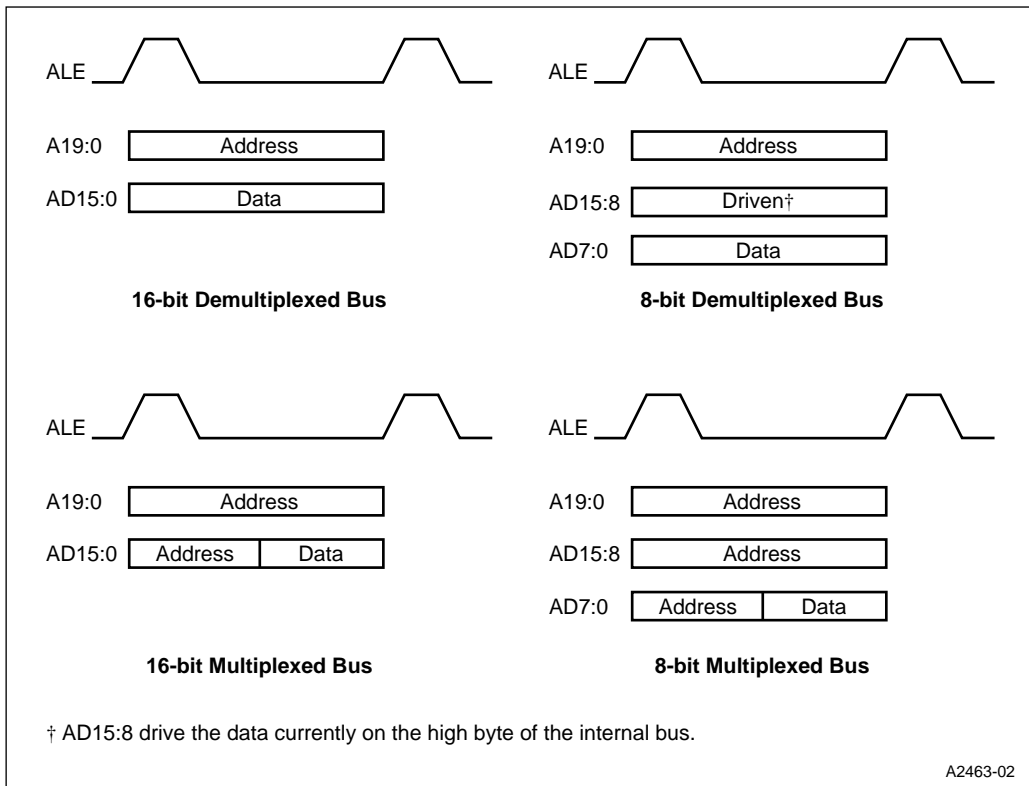 ALE
A19:0 Address
AD15:0 Data
16-bit Demultiplexed Bus
ALE
A19:0 Address
AD15:8 Driven†
AD7:0 Data
8-bit Demultiplexed Bus
ALE
A19:0 Address
AD15:0 Address Data
16-bit Multiplexed Bus
ALE
A19:0 Address
AD15:8 Address
AD7:0 Address Data
8-bit Multiplexed Bus
† AD15:8 drive the data currently on the high byte of the internal bus.
A2463-02